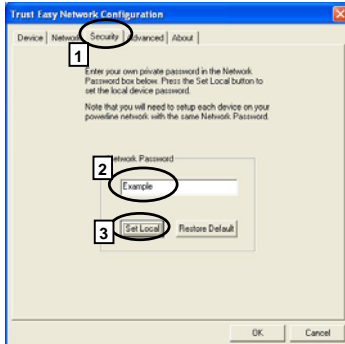 Trust Easy Network Configuration
Device Network Security Advanced About
1
Enter your own private password in the Network
Password box below. Press the Set Local button to
set the local device password.
Note that you will need to setup each device on your
powerline network with the same Network Password.
Network Password
2
Example
3
Set Local Restore Default
OK Cancel